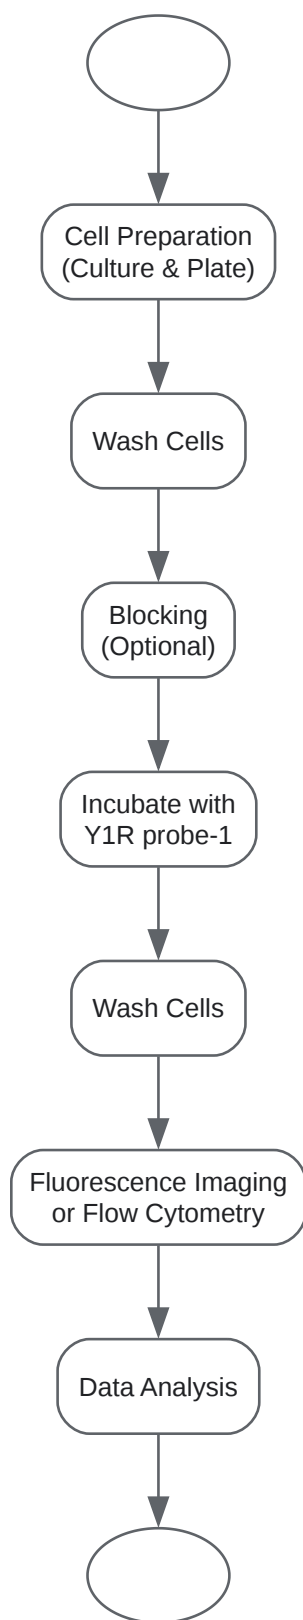 Cell Preparation
(Culture & Plate)
Wash Cells
Blocking
(Optional)
Incubate with
Y1R probe-1
Wash Cells
Fluorescence Imaging
or Flow Cytometry
Data Analysis